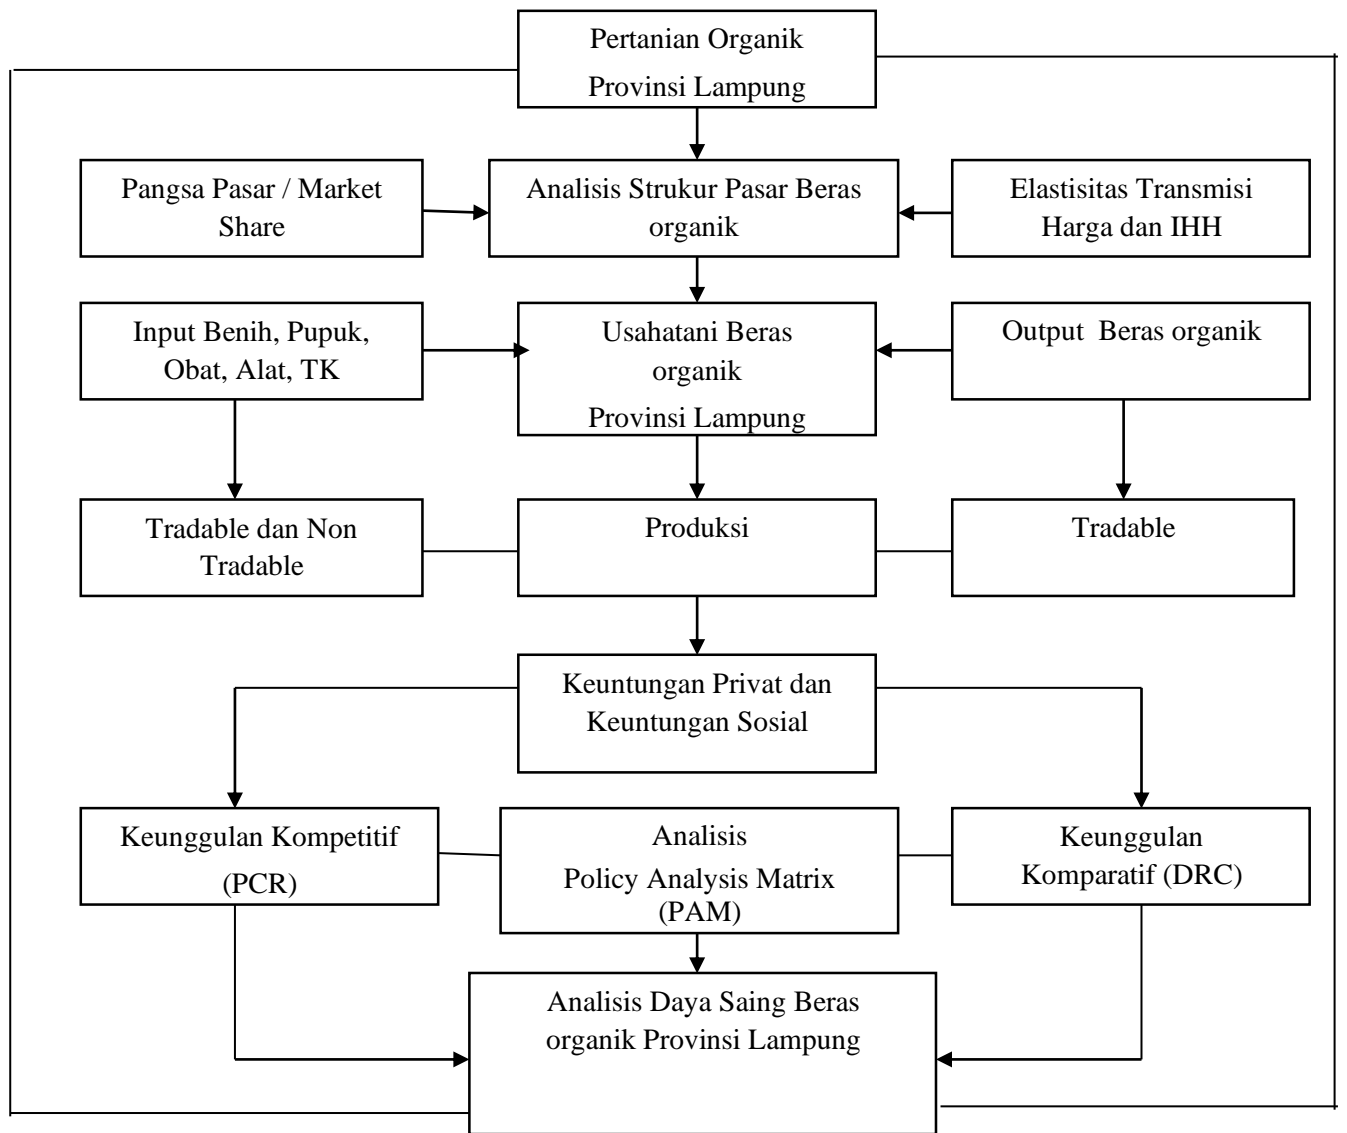 Pertanian Organik
Provinsi Lampung
Pangsa Pasar / Market
Share
Analisis Strukur Pasar Beras
organik
Elastisitas Transmisi
Harga dan IHH
Input Benih, Pupuk,
Obat, Alat, TK
Usahatani Beras
organik
Provinsi Lampung
Output Beras organik
Tradable dan Non
Tradable
Produksi
Tradable
Keuntungan Privat dan
Keuntungan Sosial
Keunggulan Kompetitif
(PCR)
Analisis
Policy Analysis Matrix
(PAM)
Keunggulan
Komparatif (DRC)
Analisis Daya Saing Beras
organik Provinsi Lampung